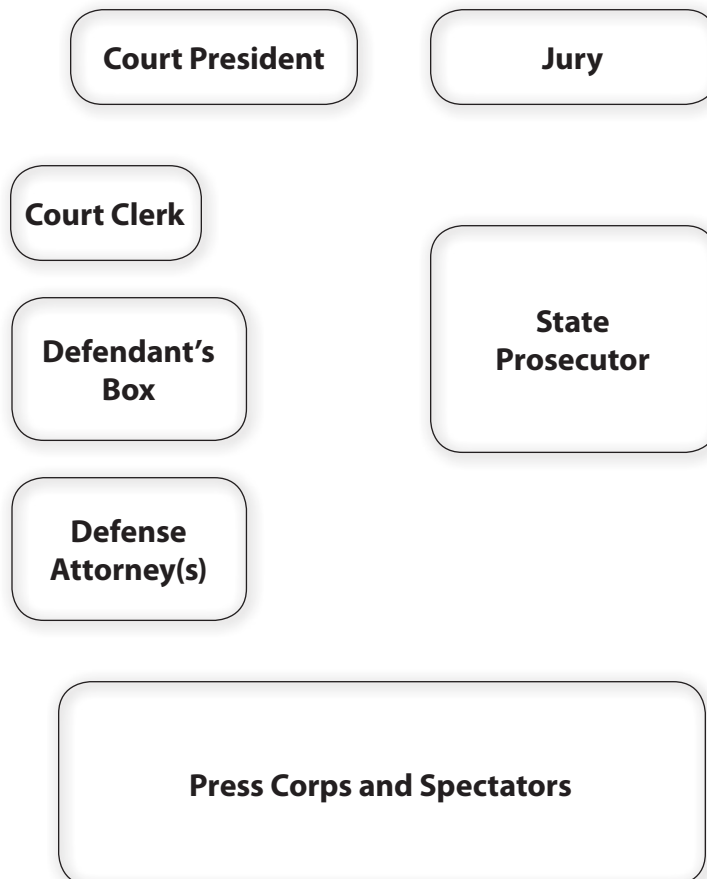 Court President
Jury
Court Clerk
State
Prosecutor
Defendant’s
Box
Defense
Attorney(s)
Press Corps and Spectators